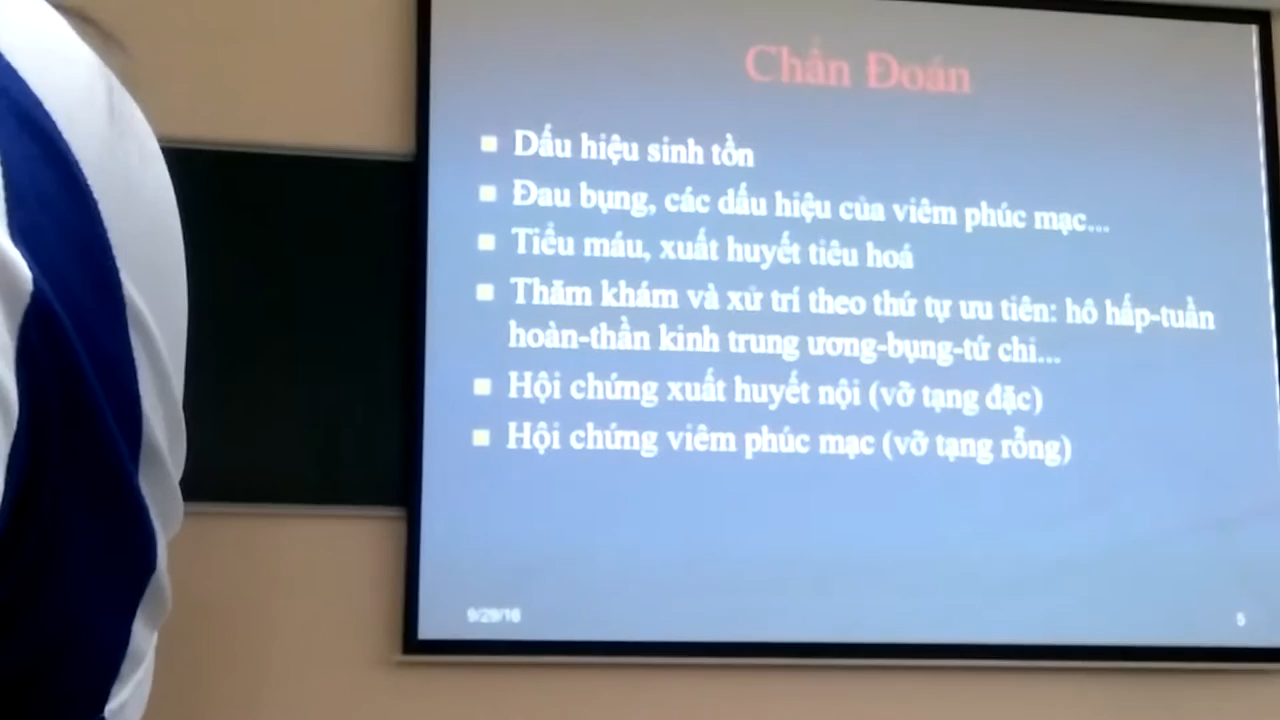 Chẩn Đoán
Dấu hiệu sinh tồn
Đau bụng, các dấu hiệu của viêm phúc mạc...
Tiểu máu, xuất huyết tiêu hoá
Thăm khám và xử trí theo thứ tự ưu tiên: hô hấp-tuần
hoàn-thần kinh trung ương-bụng-tứ chi...
Hội chứng xuất huyết nội (vỡ tạng đặc)
Hội chứng viêm phúc mạc (vỡ tạng rỗng)
9/29/16
5